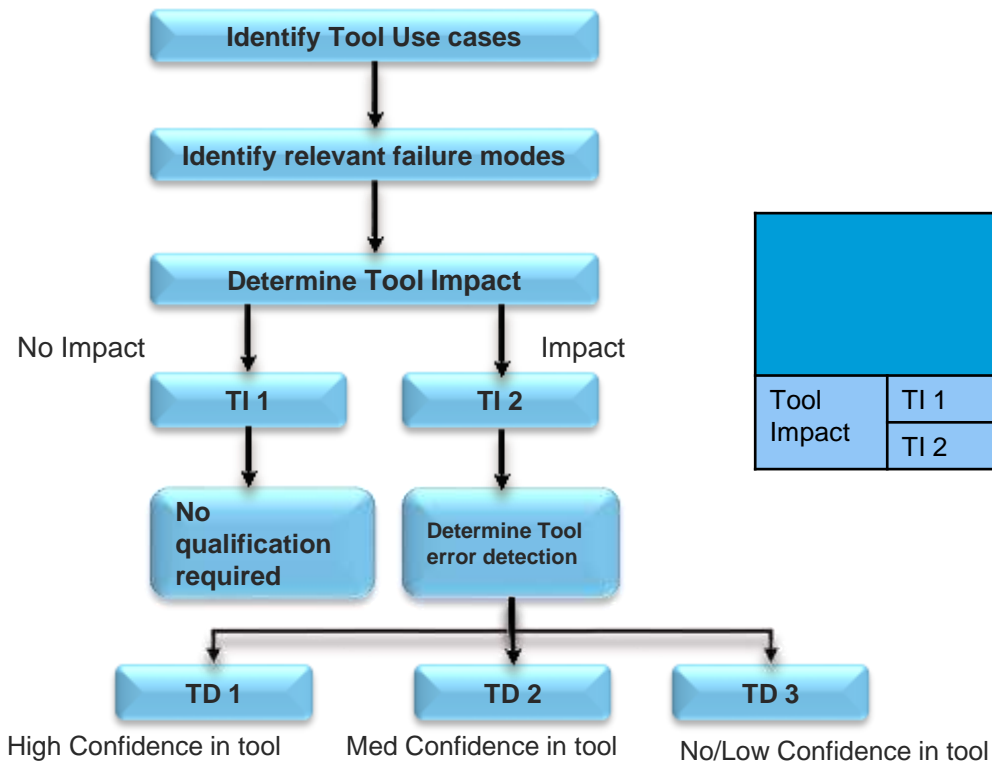 Identify Tool Use cases
Identify relevant failure modes
Determine Tool Impact
No Impact
Impact
TI 1
TI 2
No
qualification
required
Determine Tool
error detection
TD 1
TD 2
TD 3
High Confidence in tool
Med Confidence in tool
No/Low Confidence in tool
Tool
Impact
TI 1
TI 2